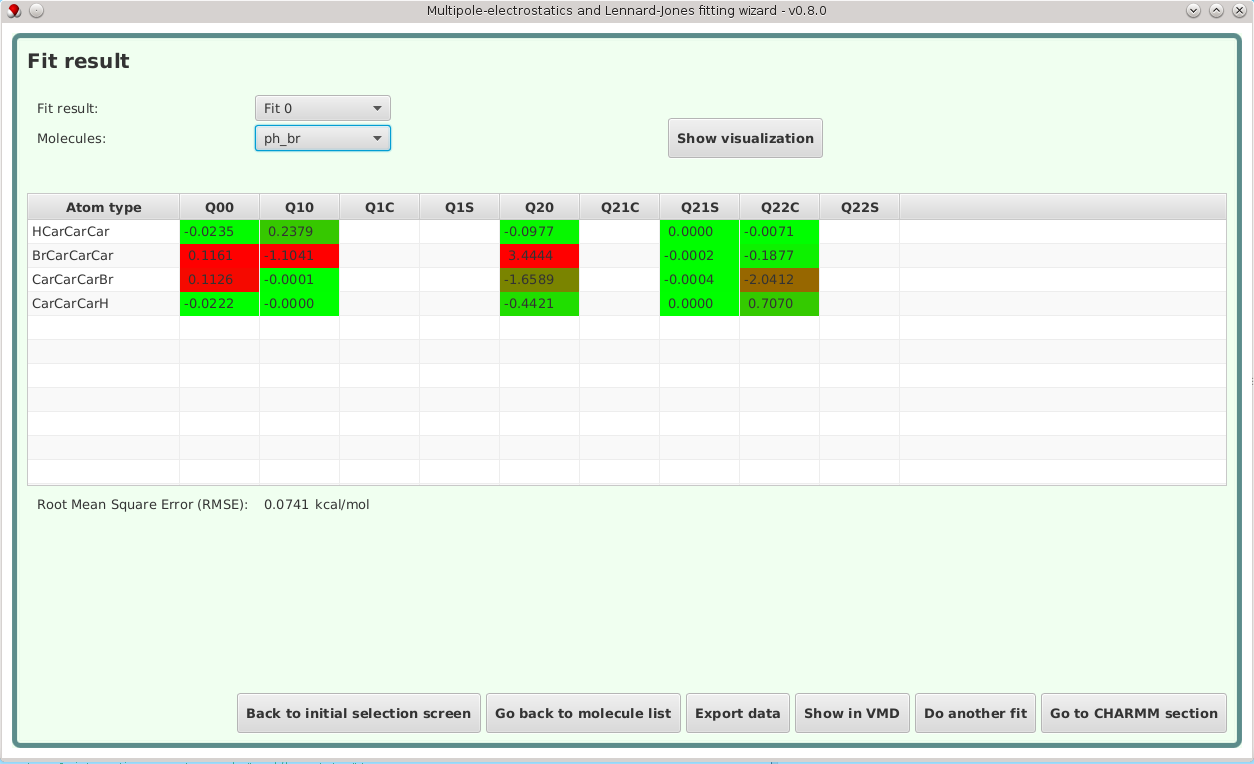 Multipole-electrostatics and Lennard-Jones fitting wizard - v0.8.0
Fit result
Fit result: Fit 0
Molecules: ph_br
Show visualization
Atom type Q00 Q10 Q1C Q1S Q20 Q21C Q21S Q22C Q22S
HCarCarCar -0.0235 0.2379 -0.0977 0.0000 -0.0071
BrCarCarCar 0.1161 -1.1041 3.4444 -0.0002 -0.1877
CarCarCarBr 0.1126 -0.0001 -1.6589 -0.0004 -2.0412
CarCarCarH -0.0222 -0.0000 -0.4421 0.0000 0.7070
Root Mean Square Error (RMSE): 0.0741 kcal/mol
Back to initial selection screen Go back to molecule list Export data Show in VMD Do another fit Go to CHARMM section